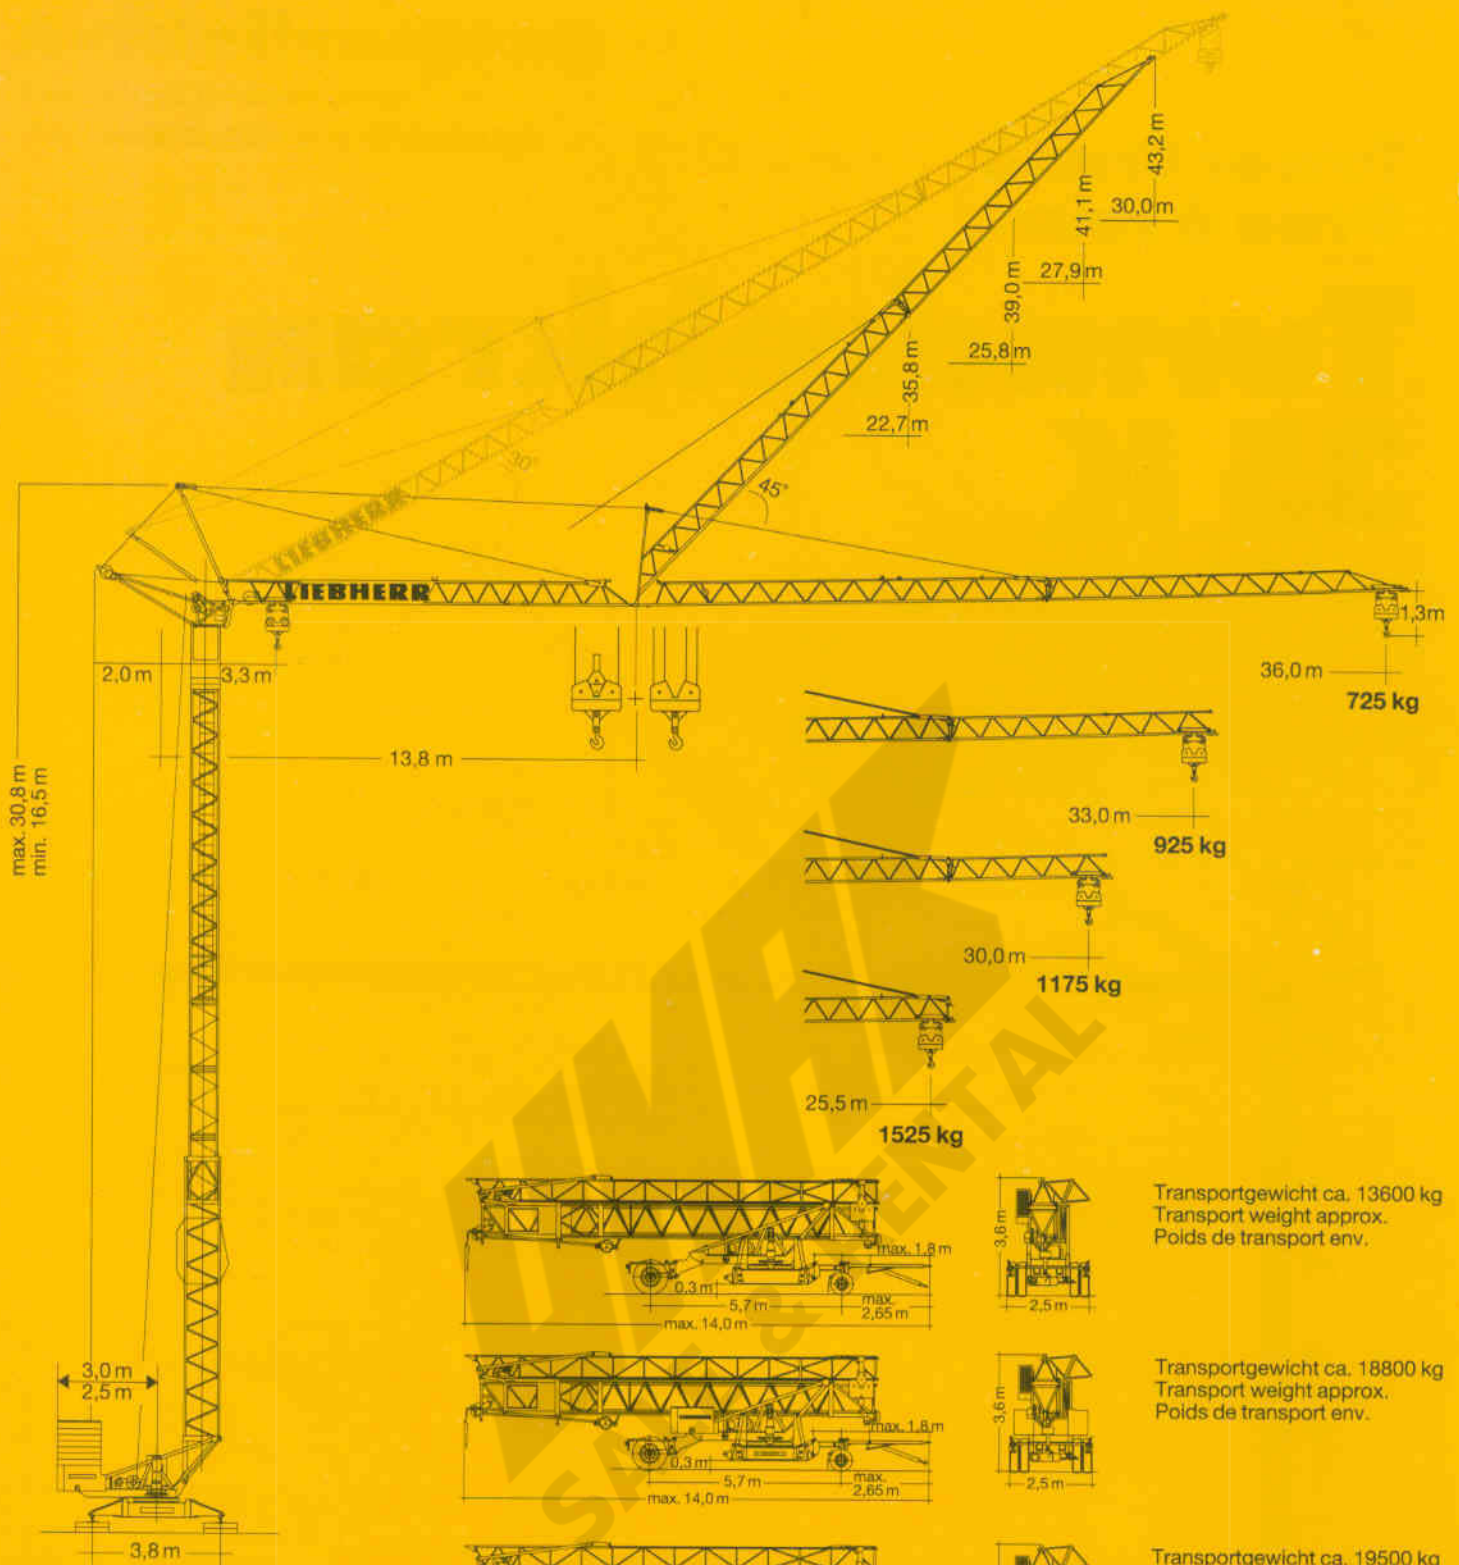 43,2 m
41,1 m
30,0 m
39,0 m
27,9 m
35,8 m
25,8 m
22,7 m
30°
45°
LIEBHERR
LIEBHERR
1,3 m
2,0 m
3,3 m
36,0 m
725 kg
13,8 m
max. 30,8 m
min. 16,5 m
33,0 m
925 kg
30,0 m
1175 kg
25,5 m
1525 kg
Transportgewicht ca. 13600 kg
Transport weight approx.
Poids de transport env.
3,6 m
max. 1,8 m
0,3 m
5,7 m
max.
2,65 m
max. 14,0 m
2,5 m
3,0 m
2,5 m
Transportgewicht ca. 18800 kg
Transport weight approx.
Poids de transport env.
3,6 m
max. 1,8 m
0,3 m
5,7 m
max.
2,65 m
max. 14,0 m
2,5 m
3,8 m
Transportgewicht ca. 19500 kg